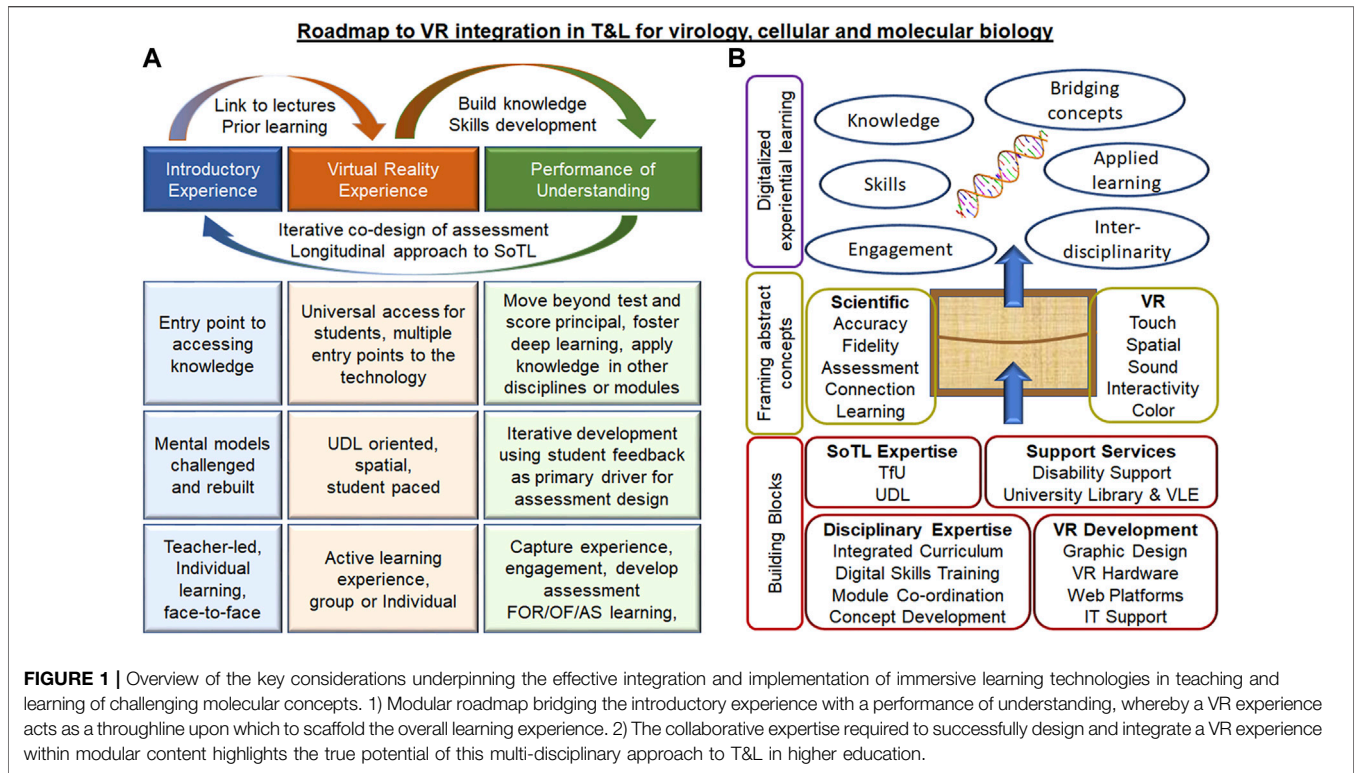 Roadmap to VR integration in T&L for virology, cellular and molecular biology
A
Link to lectures
Prior learning
Build knowledge
Skills development
Introductory
Experience
Virtual Reality
Experience
Performance of
Understanding
Iterative co-design of assessment
Longitudinal approach to SoTL
Entry point to
accessing
knowledge
Universal access for
students, multiple
entry points to the
technology
Move beyond test and
score principal, foster
deep learning, apply
knowledge in other
disciplines or modules
Mental models
challenged
and rebuilt
UDL oriented,
spatial,
student paced
Iterative development
using student feedback
as primary driver for
assessment design
Teacher-led,
Individual
learning,
face-to-face
Active learning
experience,
group or Individual
Capture experience,
engagement, develop
assessment
FOR/OF/AS learning,
B
Digitalized
experiential learning
Knowledge
Bridging
concepts
Skills
Applied
learning
Engagement
Inter-
disciplinarity
Framing abstract
concepts
Scientific
Accuracy
Fidelity
Assessment
Connection
Learning
VR
Touch
Spatial
Sound
Interactivity
Color
Building Blocks
SoTL Expertise
TfU
UDL
Support Services
Disability Support
University Library & VLE
Disciplinary Expertise
Integrated Curriculum
Digital Skills Training
Module Co-ordination
Concept Development
VR Development
Graphic Design
VR Hardware
Web Platforms
IT Support
FIGURE 1 | Overview of the key considerations underpinning the effective integration and implementation of immersive learning technologies in teaching and
learning of challenging molecular concepts. 1) Modular roadmap bridging the introductory experience with a performance of understanding, whereby a VR experience
acts as a throughline upon which to scaffold the overall learning experience. 2) The collaborative expertise required to successfully design and integrate a VR experience
within modular content highlights the true potential of this multi-disciplinary approach to T&L in higher education.